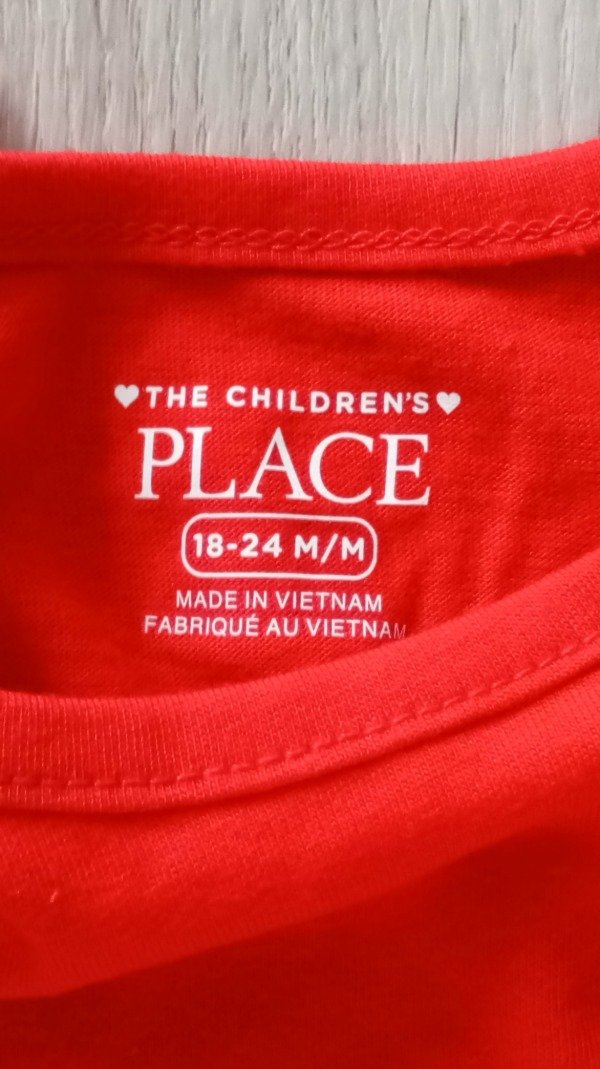 THE CHILDREN'S
PLACE
18-24 M/M
MADE IN VIETNAM
FABRIQUÉ AU VIETNAM